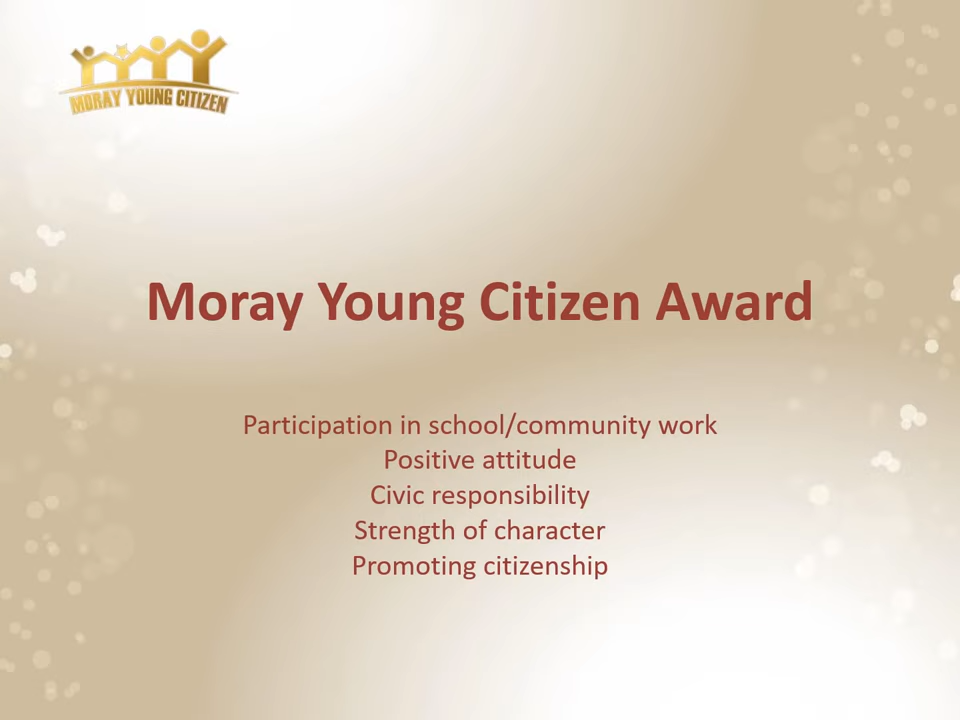 MORAY YOUNG CITIZEN
Moray Young Citizen Award
Participation in school/community work
Positive attitude
Civic responsibility
Strength of character
Promoting citizenship